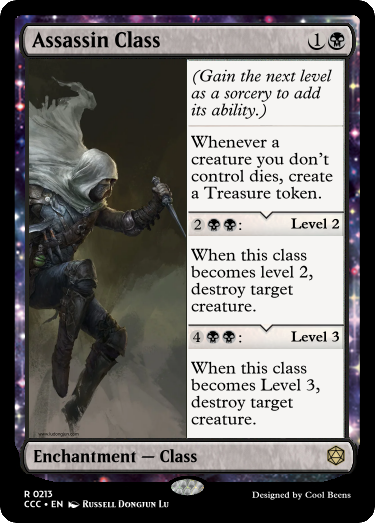 Assassin Class 1
(Gain the next level
as a sorcery to add
its ability.)
Whenever a
creature you don't
control dies, create
a Treasure token.
2 : Level 2
When this class
becomes level 2,
destroy target
creature.
4 : Level 3
When this class
becomes Level 3,
destroy target
creature.
www.ludongjun.com
Enchantment — Class
R 0213
CCC • EN Russell Dongjun Lu
Designed by Cool Beens